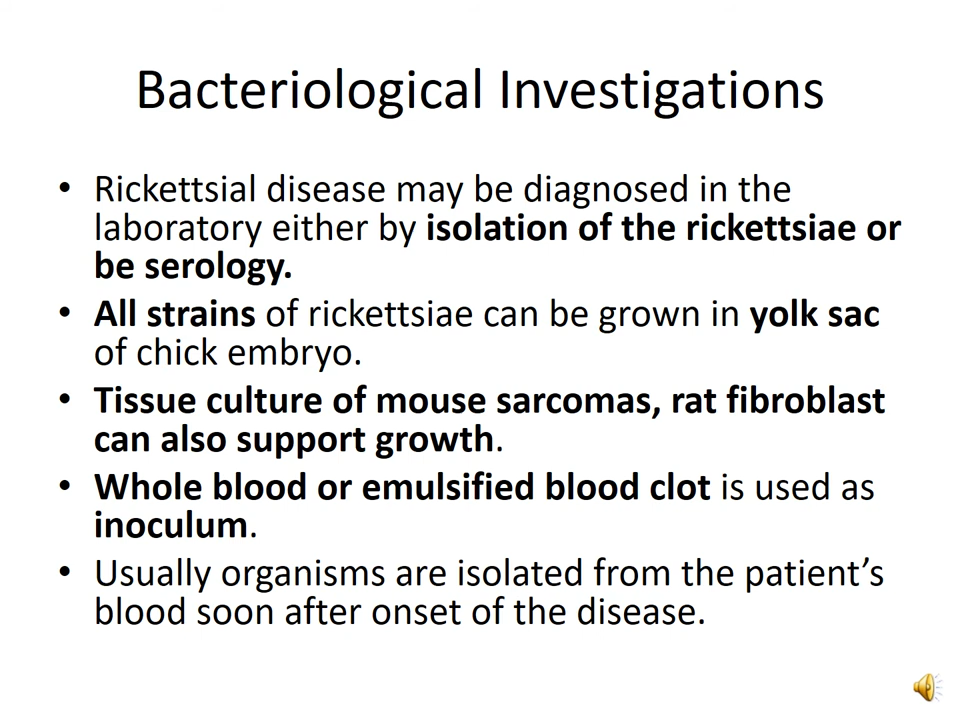 Bacteriological Investigations
• Rickettsial disease may be diagnosed in the
laboratory either by isolation of the rickettsiae or
be serology.
• All strains of rickettsiae can be grown in yolk sac
of chick embryo.
• Tissue culture of mouse sarcomas, rat fibroblast
can also support growth.
• Whole blood or emulsified blood clot is used as
inoculum.
• Usually organisms are isolated from the patient’s
blood soon after onset of the disease.